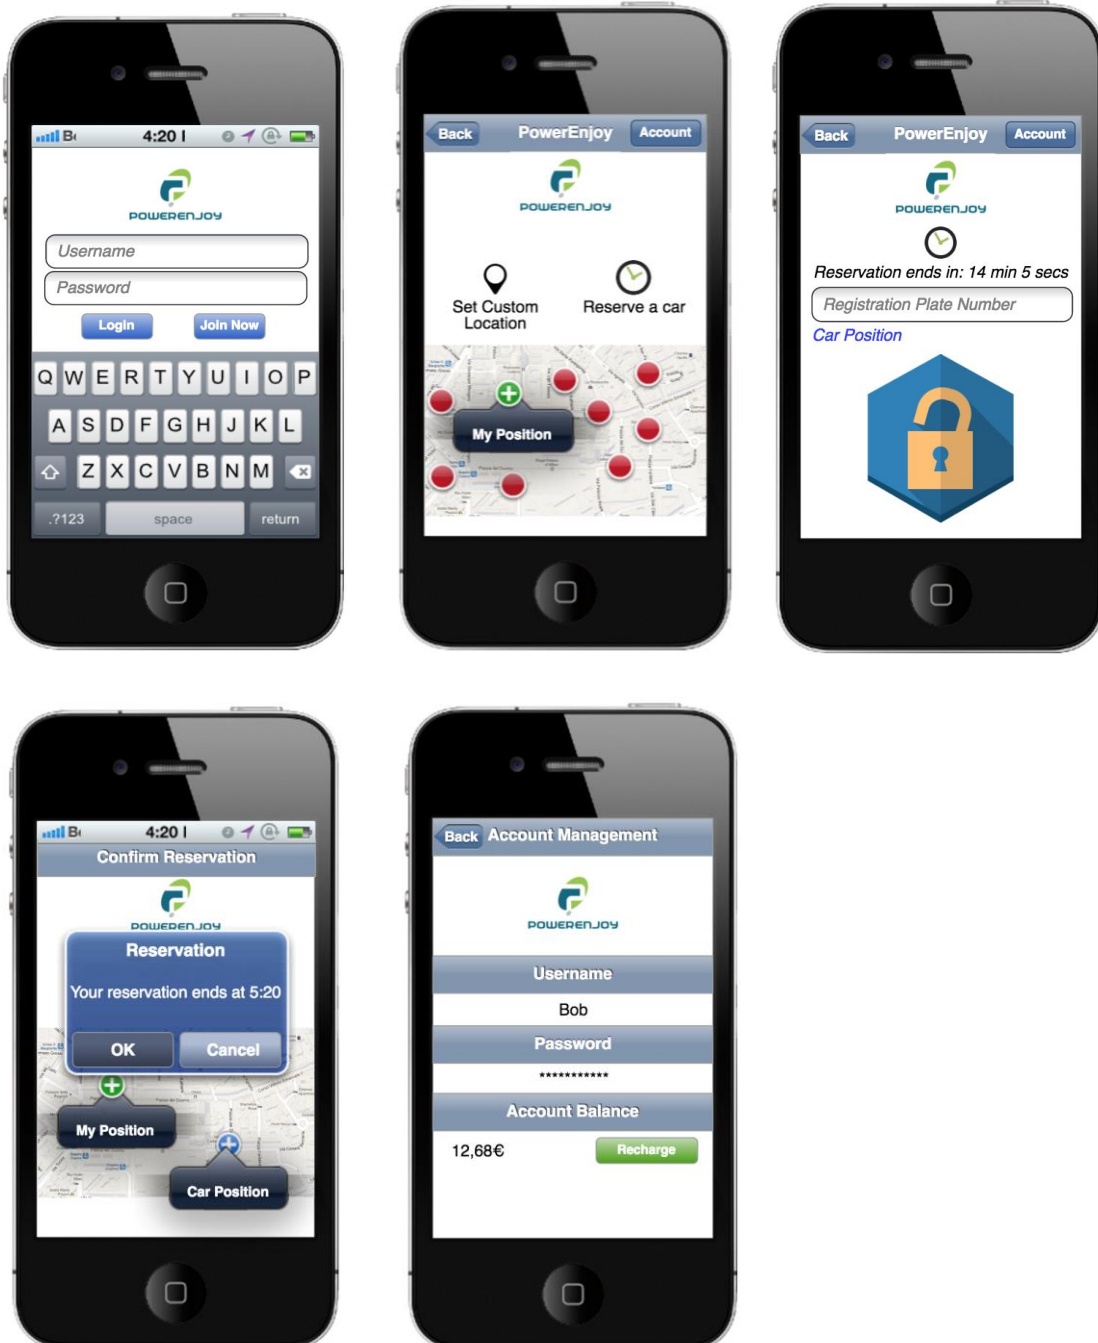 4:20
POWERENJOY
Username
Password
Login
Join Now
Q W E R T Y U I O P
A S D F G H J K L
Z X C V B N M
.?123
space
return
Back
PowerEnjoy
Account
POWERENJOY
Set Custom
Location
Reserve a car
My Position
Back
PowerEnjoy
Account
POWERENJOY
Reservation ends in: 14 min 5 secs
Registration Plate Number
Car Position
4:20
Confirm Reservation
POWERENJOY
Reservation
Your reservation ends at 5:20
OK
Cancel
My Position
Car Position
Back
Account Management
POWERENJOY
Username
Bob
Password
***********
Account Balance
12,68€
Recharge